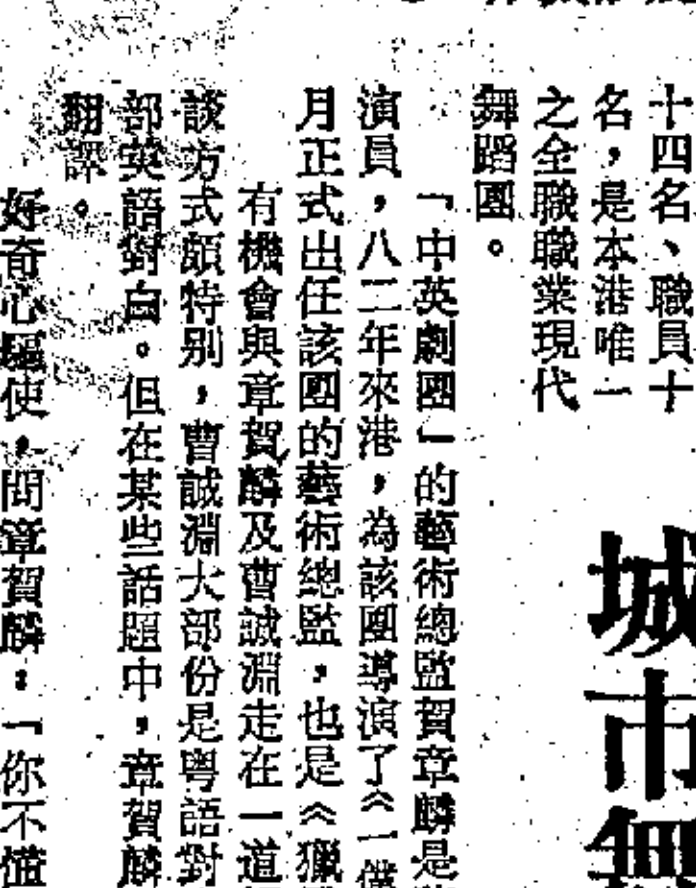 十四名、職員十
名，是本港唯一
之全職職業現代
舞蹈團。
「中英劇團」的藝術總監賀章麟是
演員，八二年來港，為該團導演了《一僕
月正式出任該團的藝術總監，也是《獵
有機會與章賀麟及曹誠淵走在一道
談方式頗特別，曹誠淵大部份是粵語對
部英語對白。但在某些話題中，章賀麟
翻譯。
好奇心驅使，問章賀麟：「你不懂
城市